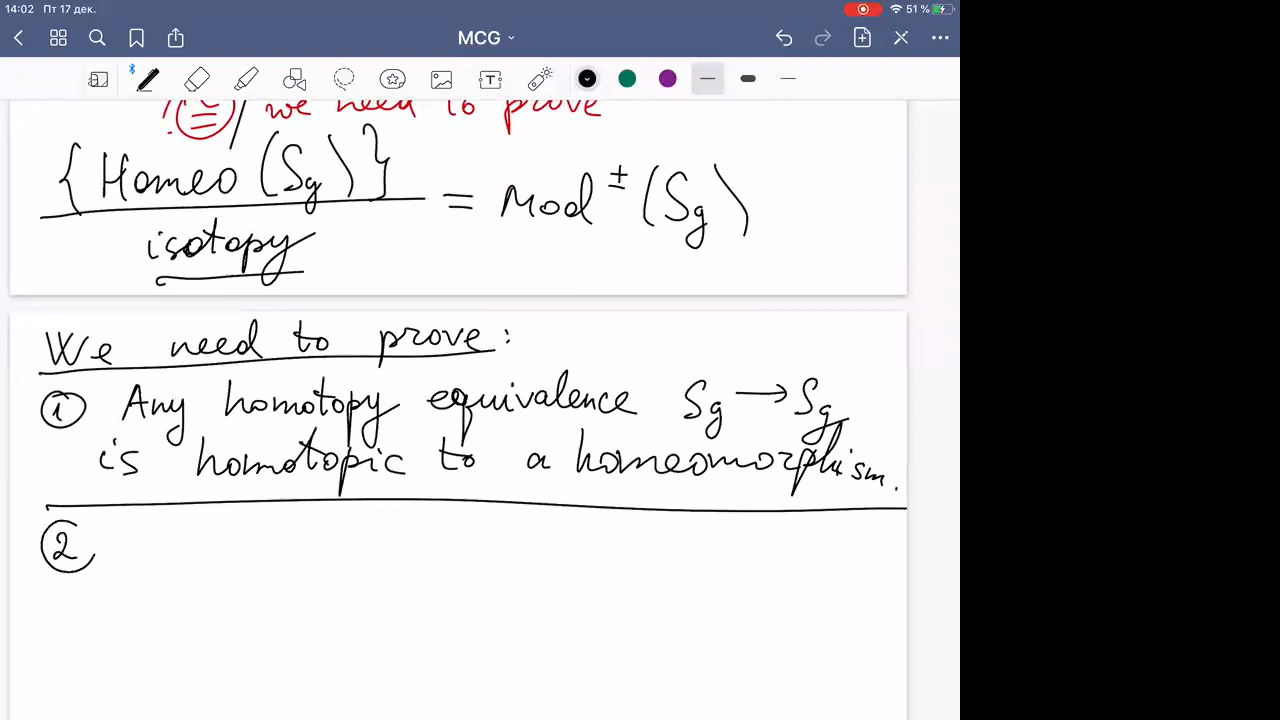 14:02 Пт 17 дек.
51 %
MCG
we need to prove
{Homeo (Sg)}
isotopy
= Mod ± (Sg)
We need to prove:
① Any homotopy equivalence Sg → Sg
is homotopic to a homeomorphism.
②